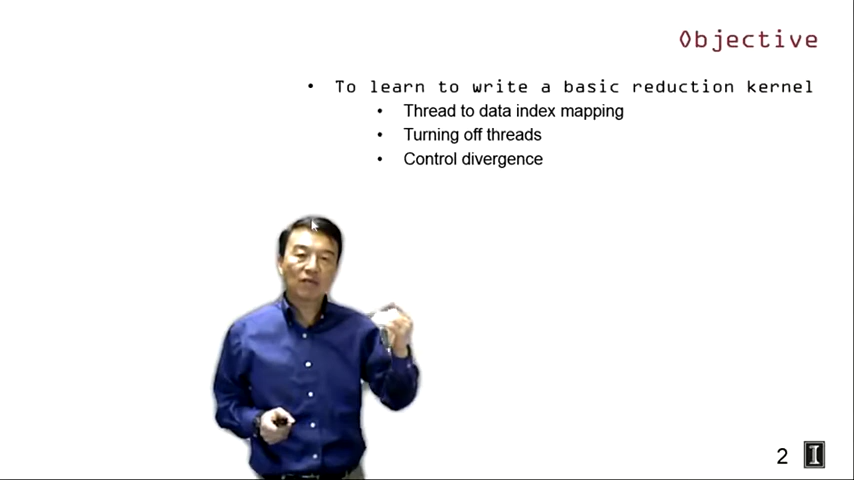 Objective
• To learn to write a basic reduction kernel
• Thread to data index mapping
• Turning off threads
• Control divergence
2 I